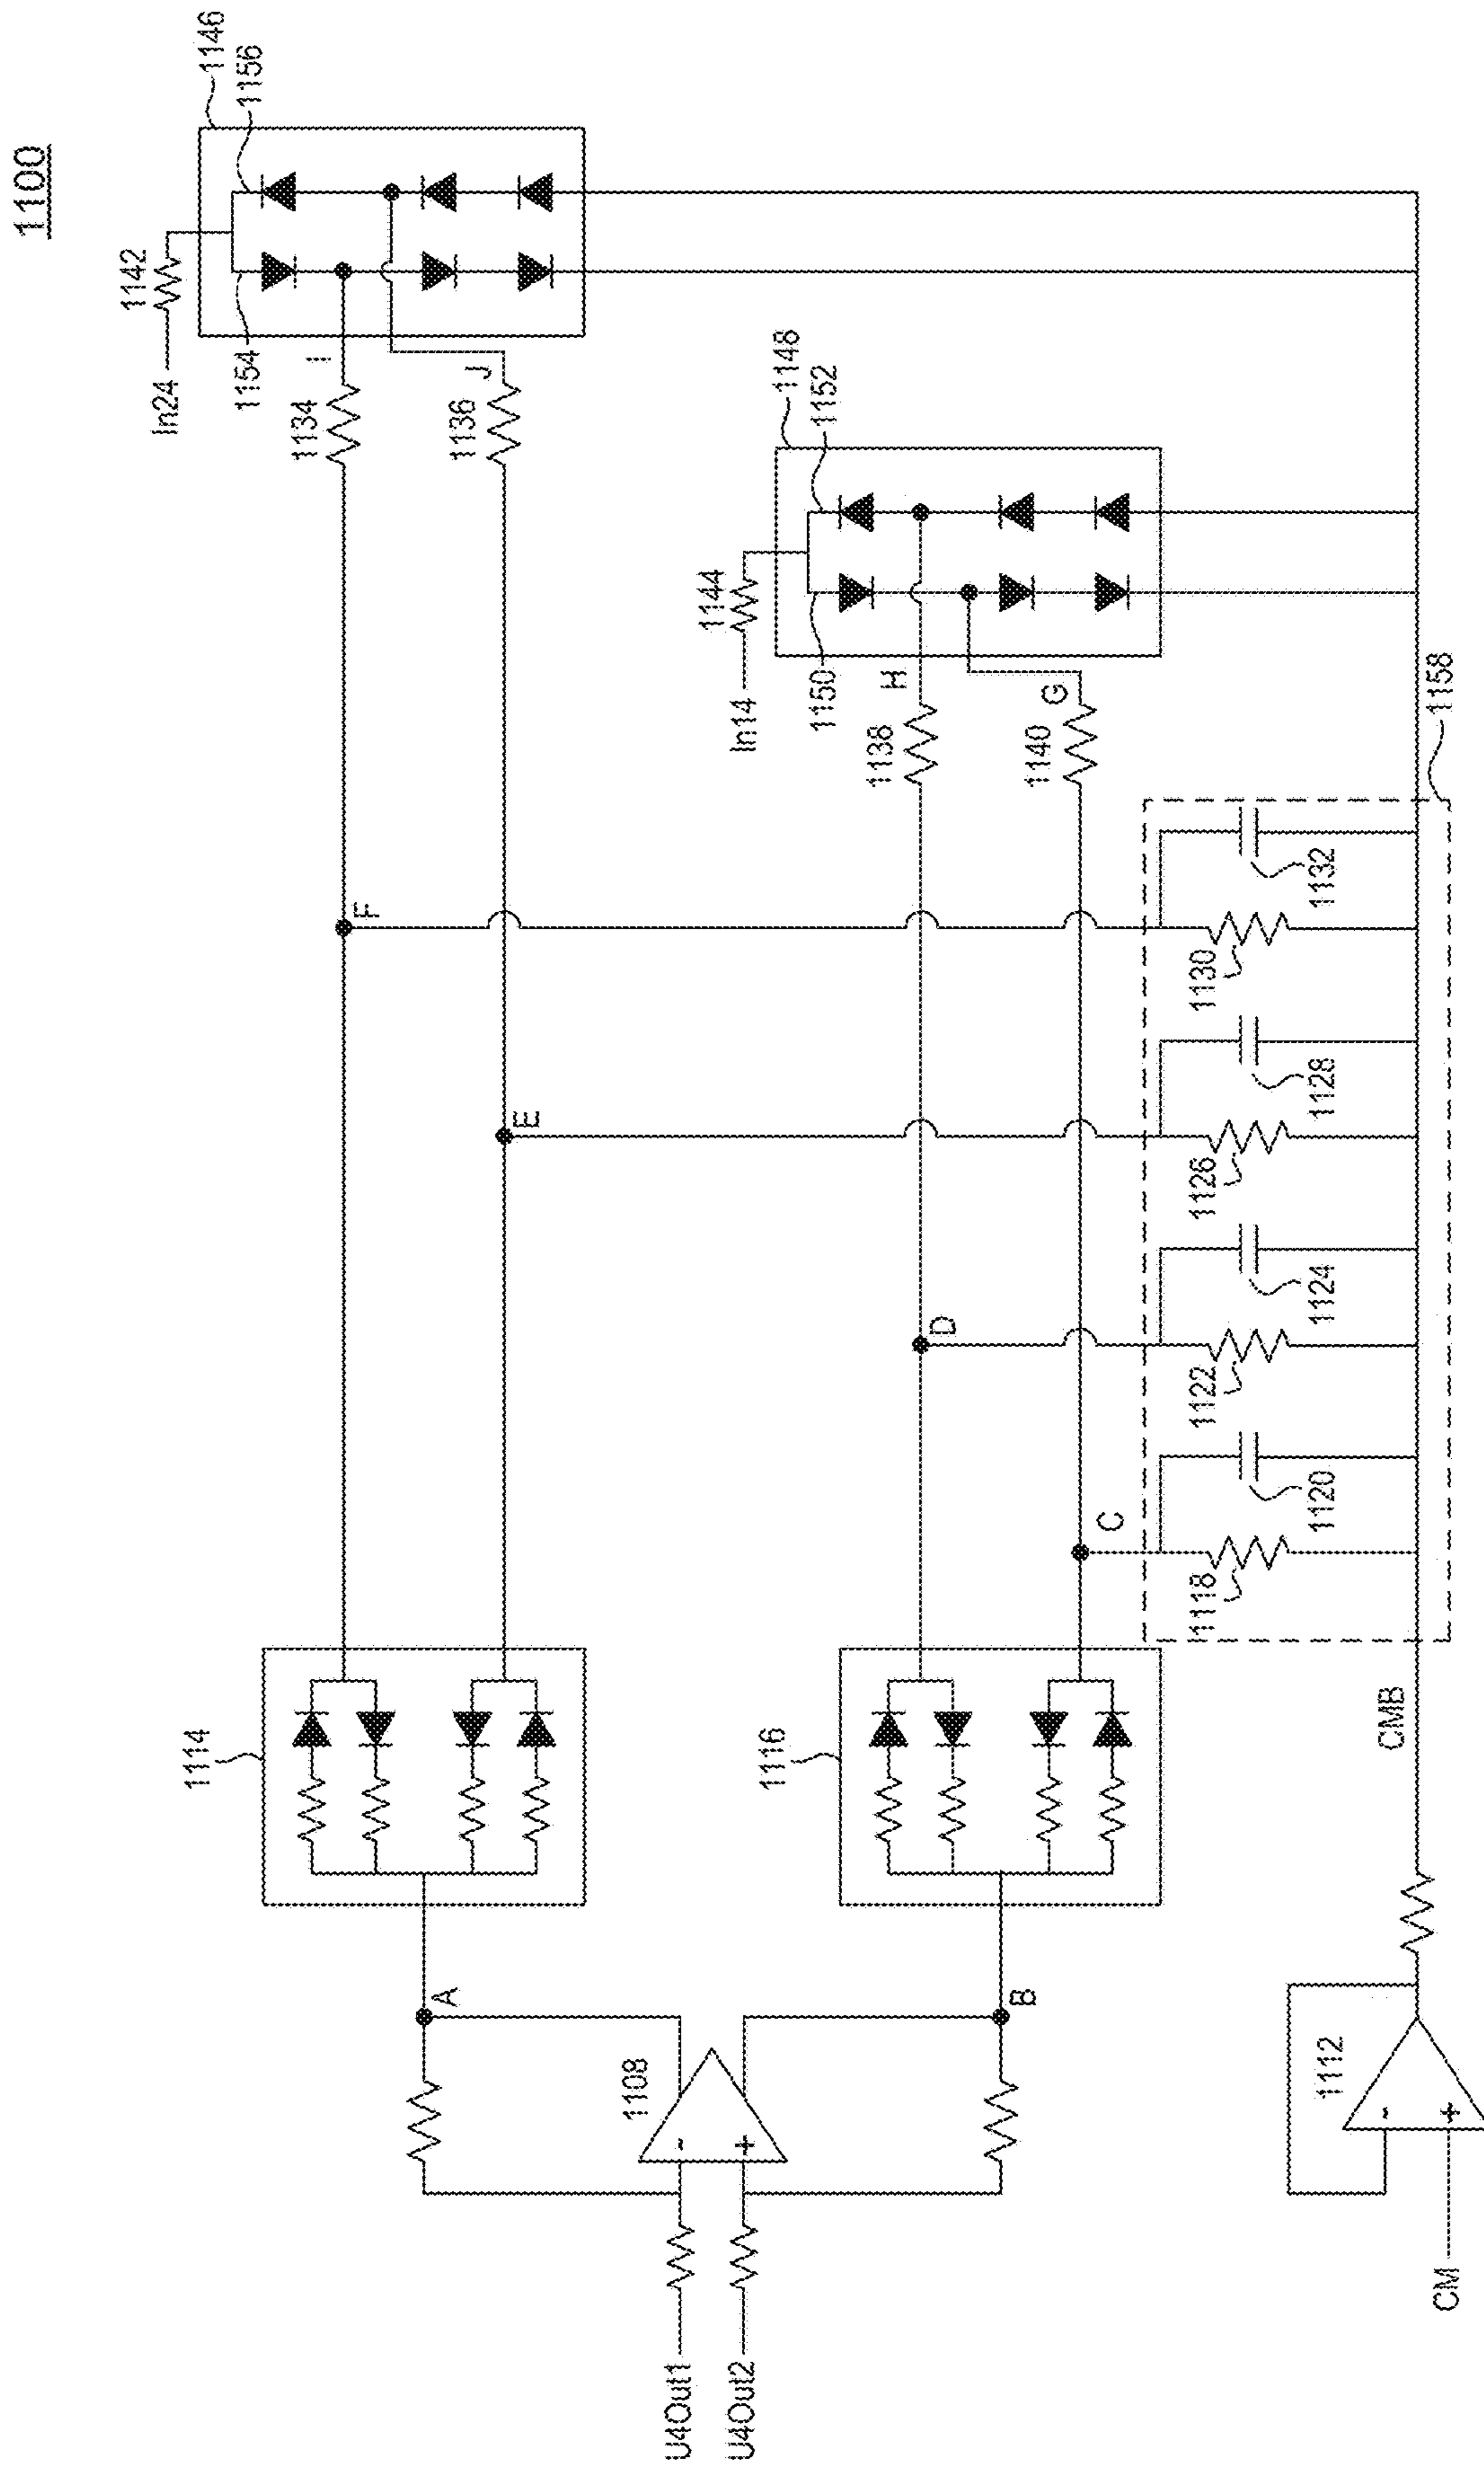 1100
1146
1156
1142
In24
1154
I
1134
J
1136
1148
1152
1144
In14
1150
H
1138
G
1140
1158
F
1132
1130
E
1128
1126
D
1124
1122
C
1120
1118
1114
1116
CMB
A
B
1108
-
+
1112
-
+
U4Out1
U4Out2
CM